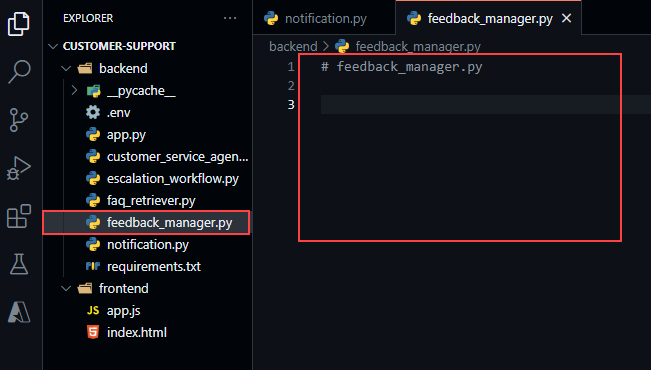 EXPLORER
CUSTOMER-SUPPORT
backend
__pycache__
.env
app.py
customer_service_agen...
escalation_workflow.py
faq_retriever.py
feedback_manager.py
notification.py
requirements.txt
frontend
JS app.js
index.html
notification.py feedback_manager.py
backend > feedback_manager.py
1 # feedback_manager.py
2
3